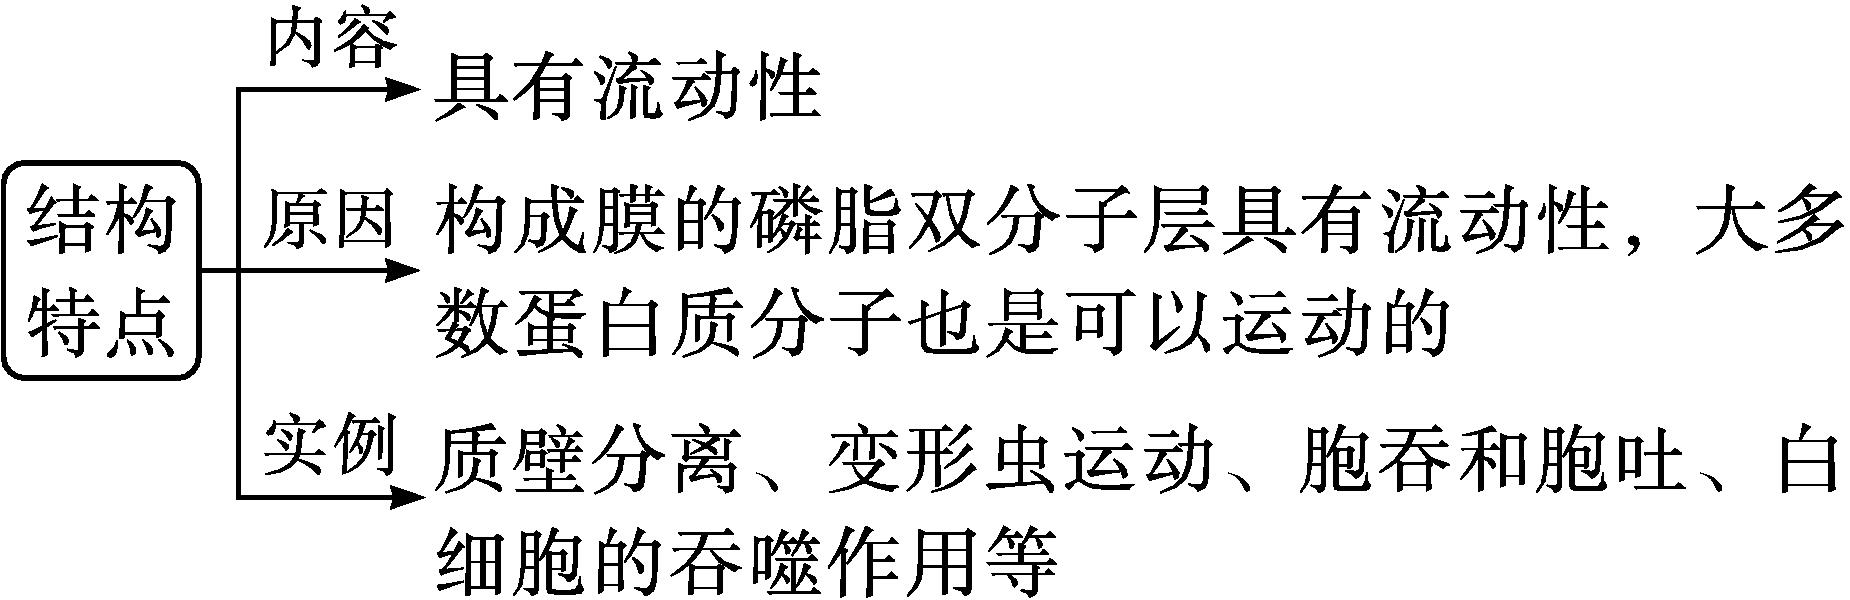 结构
特点
内容
具有流动性
原因
构成膜的磷脂双分子层具有流动性，大多
数蛋白质分子也是可以运动的
实例
质壁分离、变形虫运动、胞吞和胞吐、白
细胞的吞噬作用等